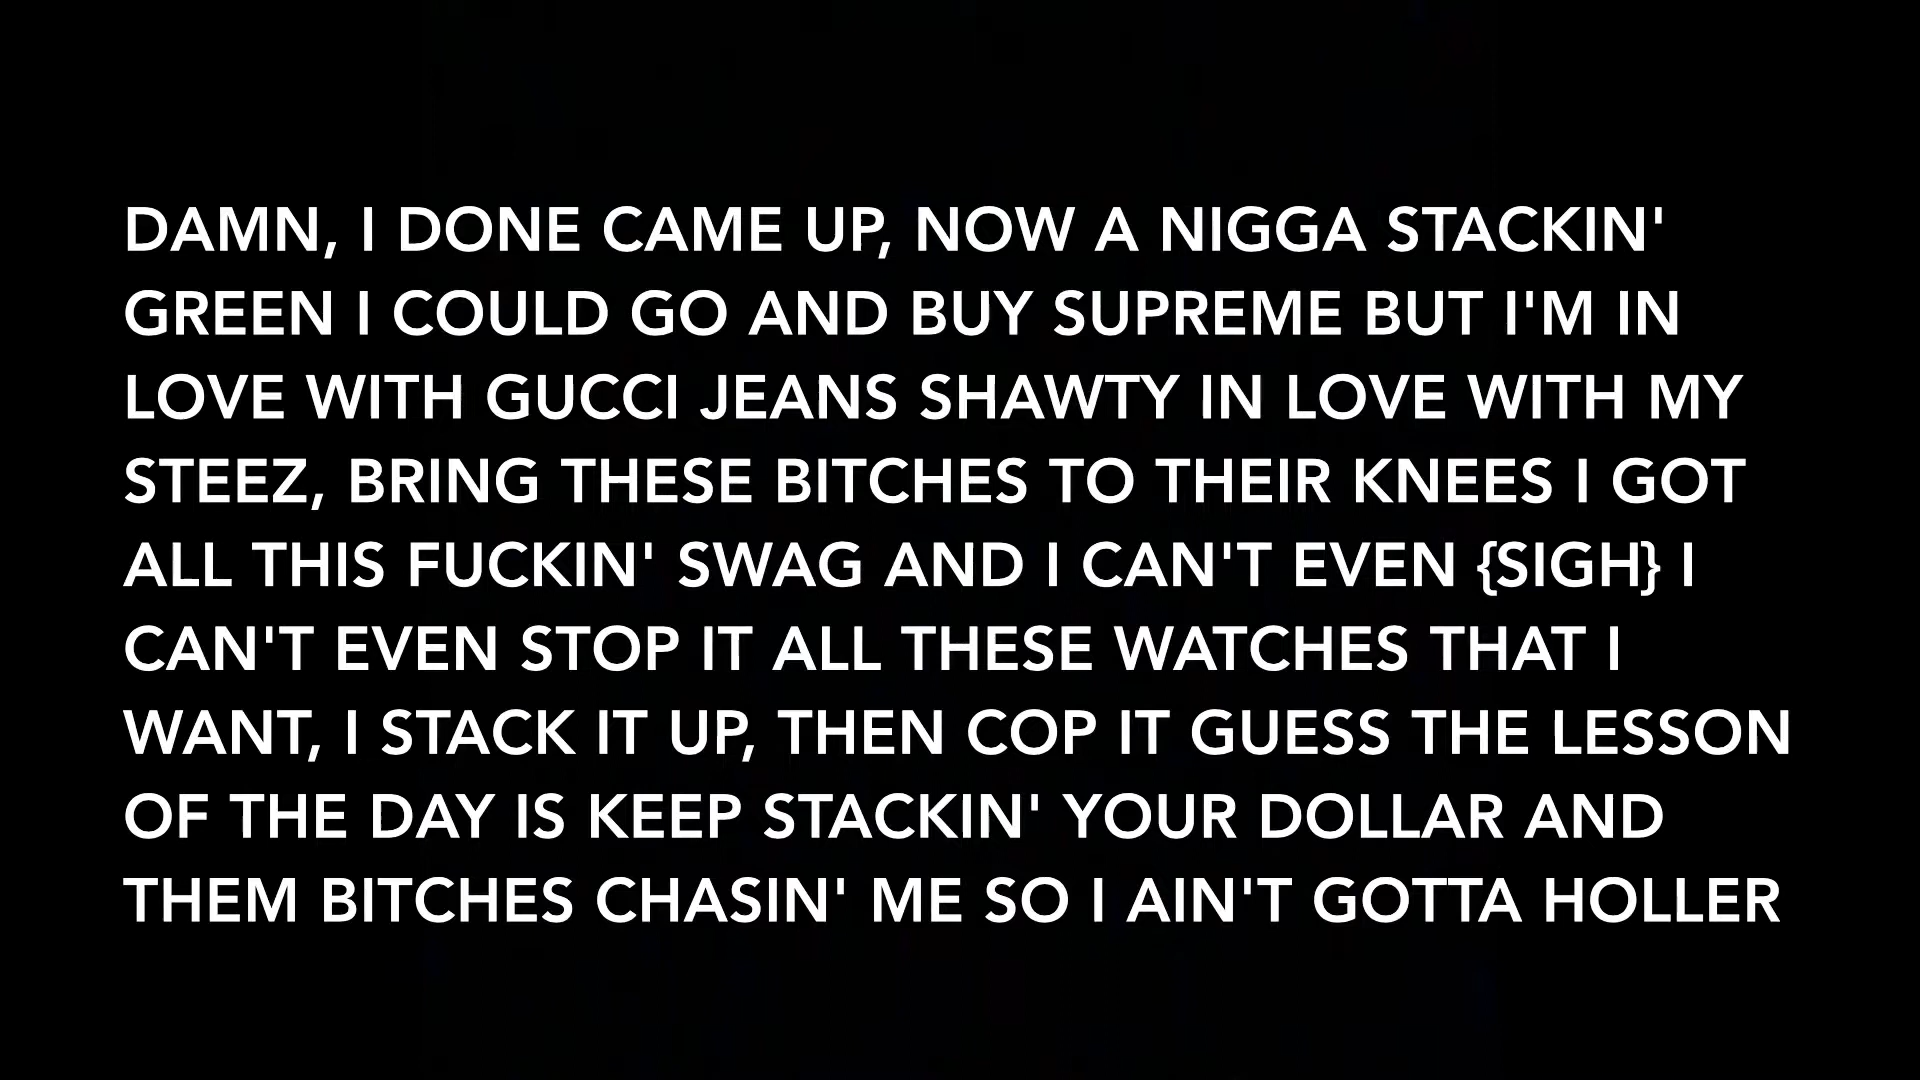 DAMN, I DONE CAME UP, NOW A NIGGA STACKIN'
GREEN I COULD GO AND BUY SUPREME BUT I'M IN
LOVE WITH GUCCI JEANS SHAWTY IN LOVE WITH MY
STEEZ, BRING THESE BITCHES TO THEIR KNEES I GOT
ALL THIS FUCKIN' SWAG AND I CAN'T EVEN {SIGH} I
CAN'T EVEN STOP IT ALL THESE WATCHES THAT I
WANT, I STACK IT UP, THEN COP IT GUESS THE LESSON
OF THE DAY IS KEEP STACKIN' YOUR DOLLAR AND
THEM BITCHES CHASIN' ME SO I AIN'T GOTTA HOLLER